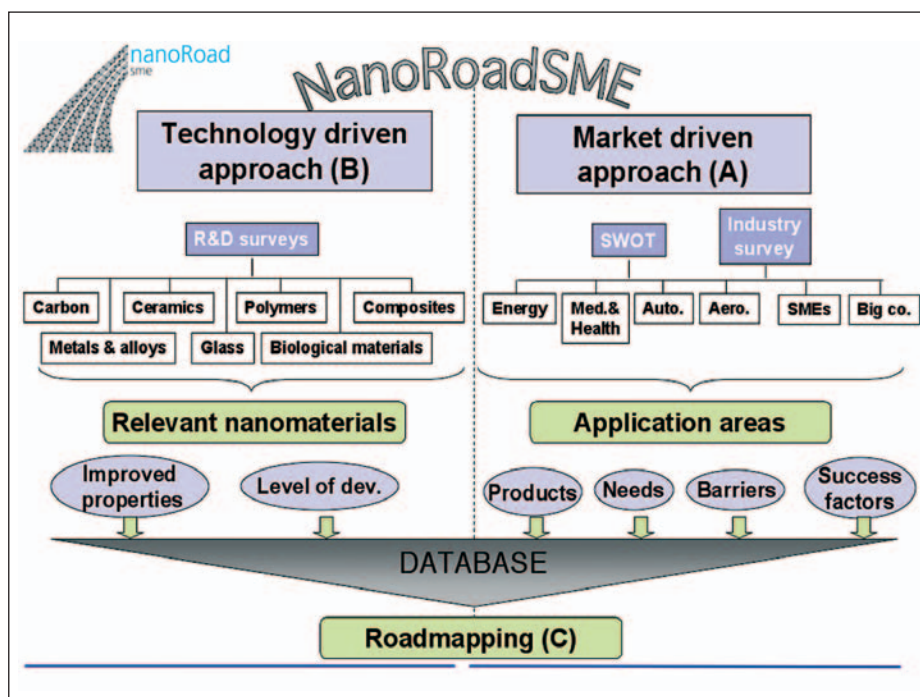 nanoRoad
sme
NanoRoadSME
Technology driven
approach (B)
Market driven
approach (A)
R&D surveys
SWOT
Industry
survey
Carbon
Ceramics
Polymers
Composites
Metals & alloys
Glass
Biological materials
Energy
Med.&
Health
Auto.
Aero.
SMEs
Big co.
Relevant nanomaterials
Application areas
Improved
properties
Level of dev.
Products
Needs
Barriers
Success
factors
DATABASE
Roadmapping (C)